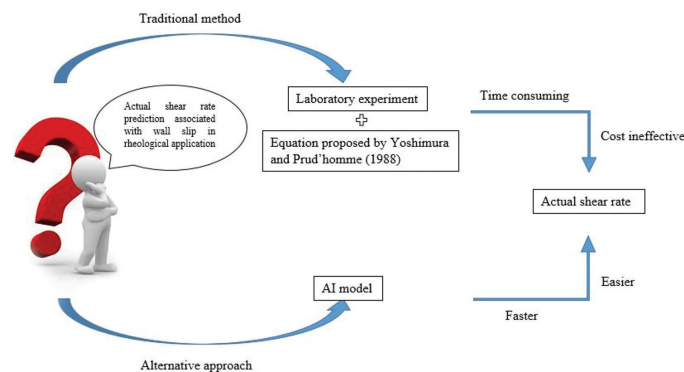 Traditional method
Actual shear rate
prediction associated
with wall slip in
rheological application
Laboratory experiment
Equation proposed by Yoshimura
and Prud'homme (1988)
Time consuming
Cost ineffective
Actual shear rate
AI model
Easier
Faster
Alternative approach